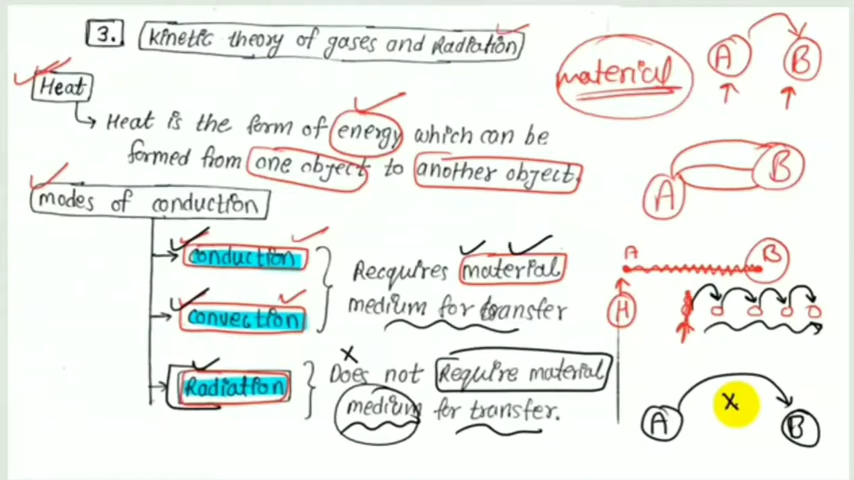 3. Kinetic theory of gases and Radiation
Heat
Heat is the form of energy which can be
formed from one object to another object.
modes of conduction
conduction
convection
Recquires material
medium for transfer
Radiation
Does not Require material
medium for transfer.
material
A B
A B
A B
H
A X B